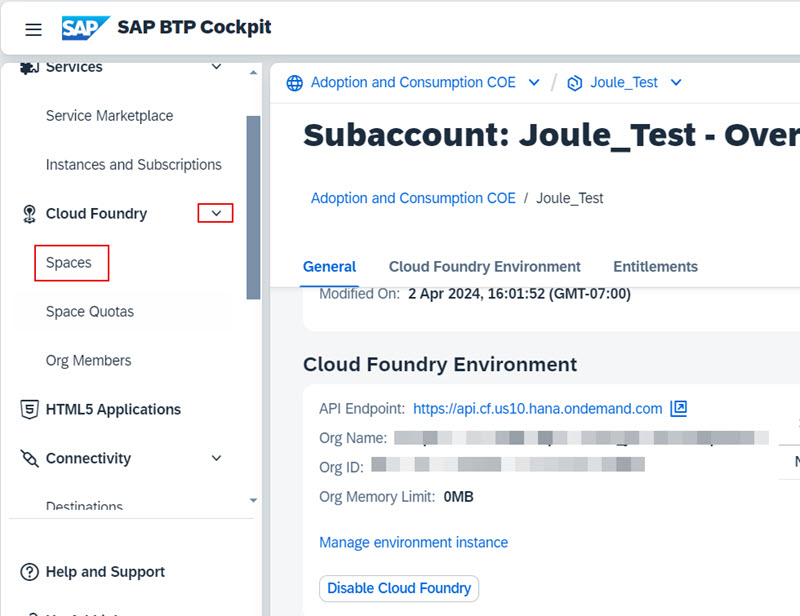 SAP SAP BTP Cockpit
Services
Service Marketplace
Instances and Subscriptions
Cloud Foundry
Spaces
Space Quotas
Org Members
HTML5 Applications
Connectivity
Destinations
Help and Support
Adoption and Consumption COE / Joule_Test
Subaccount: Joule_Test - Over
Adoption and Consumption COE / Joule_Test
General Cloud Foundry Environment Entitlements
Modified On: 2 Apr 2024, 16:01:52 (GMT-07:00)
Cloud Foundry Environment
API Endpoint: https://api.cf.us10.hana.ondemand.com
Org Name:
Org ID:
Org Memory Limit: 0MB
Manage environment instance
Disable Cloud Foundry